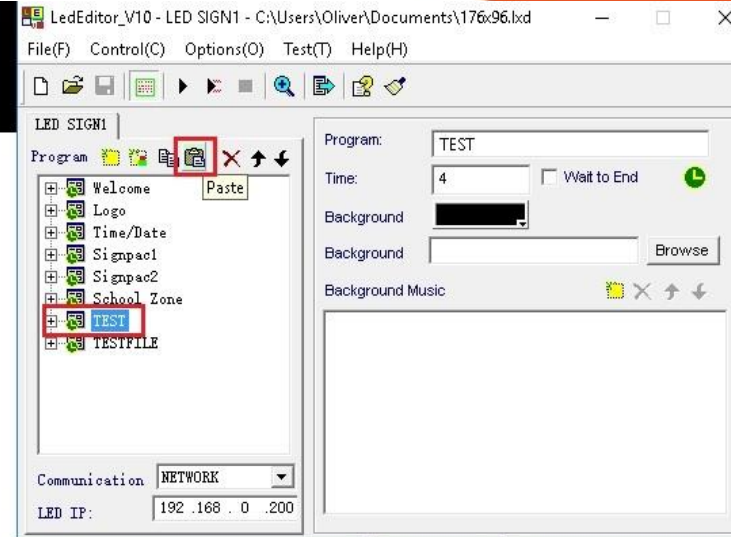 LedEditor_V10 - LED SIGN1 - C:\Users\Oliver\Documents\176x96.lxd
File(F) Control(C) Options(O) Test(T) Help(H)
LED SIGN1
Program
Paste
Welcome
Logo
Time/Date
Signpac1
Signpac2
School Zone
TEST
TESTFILE
Communication NETWORK
LED IP: 192 .168 . 0 .200
Program: TEST
Time: 4 Wait to End
Background
Background Browse
Background Music